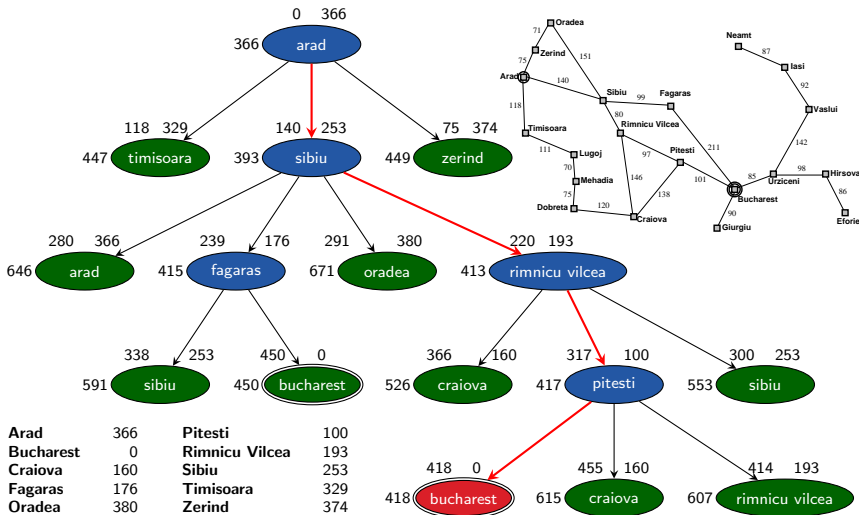 0 366
366 arad
71 Oradea
Neamt
87
Zerind
75
151
Iasi
Arad
140
92
118
Sibiu
99
Fagaras
80
Vaslui
118 329
140 253
75 374
Timisoara
Rimnicu Vilcea
447 timisoara
393 sibiu
449 zerind
111
Lugoj
97
Pitesti
211
142
70
146
98
Hirsova
Mehadia
101
85
Urziceni
75
138
86
Bucharest
Dobreta
120
Craiova
90
Giurgiu
Eforie
280 366
239 176
291 380
220 193
646 arad
415 fagaras
671 oradea
413 rimnicu vilcea
338 253
450 0
366 160
317 100
300 253
591 sibiu
450 bucharest
526 craiova
417 pitesti
553 sibiu
Arad 366 Pitesti 100
Bucharest 0 Rimnicu Vilcea 193
Craiova 160 Sibiu 253
Fagaras 176 Timisoara 329
Oradea 380 Zerind 374
418 0
455 160
414 193
418 bucharest
615 craiova
607 rimnicu vilcea